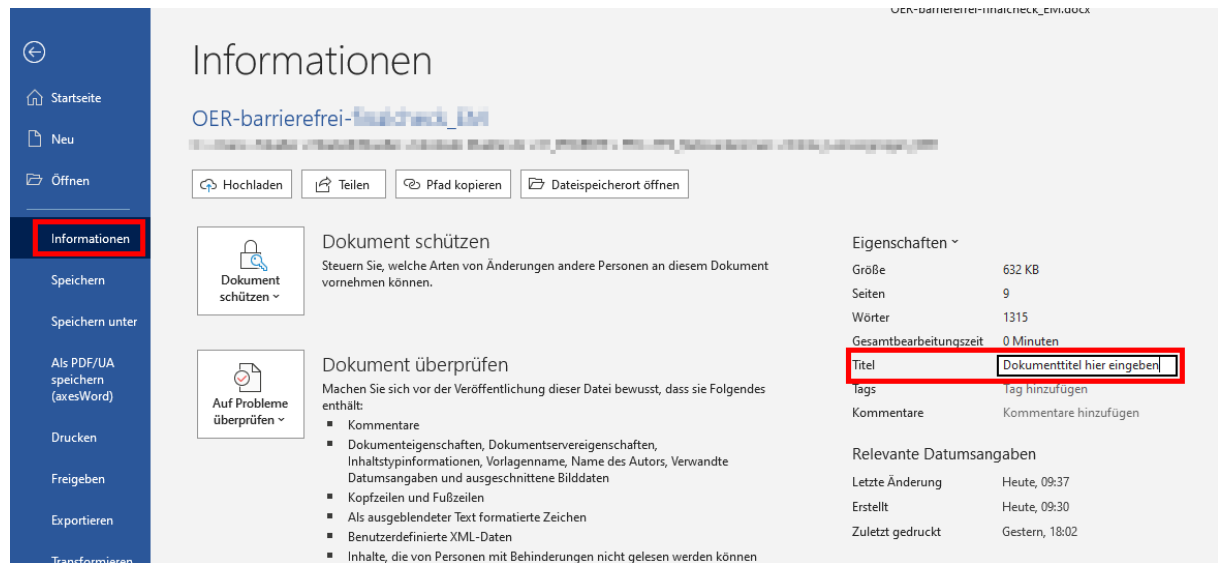 OER-barrierefrei-finalcheck_EM.docx
Informationen
Startseite
Neu
Öffnen
Informationen
Speichern
Speichern unter
Als PDF/UA
speichern
(axesWord)
Drucken
Freigeben
Exportieren
Transformieren
OER-barrierefrei-
Hochladen
Teilen
Pfad kopieren
Dateispeicherort öffnen
Dokument
schützen
Dokument schützen
Steuern Sie, welche Arten von Änderungen andere Personen an diesem Dokument
vornehmen können.
Auf Probleme
überprüfen
Dokument überprüfen
Machen Sie sich vor der Veröffentlichung dieser Datei bewusst, dass sie Folgendes
enthält:
Kommentare
Dokumenteigenschaften, Dokumentservereigenschaften,
Inhaltstypinformationen, Vorlagenname, Name des Autors, Verwandte
Datumsangaben und ausgeschnittene Bilddaten
Kopfzeilen und Fußzeilen
Als ausgeblendeter Text formatierte Zeichen
Benutzerdefinierte XML-Daten
Inhalte, die von Personen mit Behinderungen nicht gelesen werden können
Eigenschaften
Größe 632 KB
Seiten 9
Wörter 1315
Gesamtbearbeitungszeit 0 Minuten
Titel Dokumenttitel hier eingeben
Tags Tag hinzufügen
Kommentare Kommentare hinzufügen
Relevante Datumsangaben
Letzte Änderung Heute, 09:37
Erstellt Heute, 09:30
Zuletzt gedruckt Gestern, 18:02